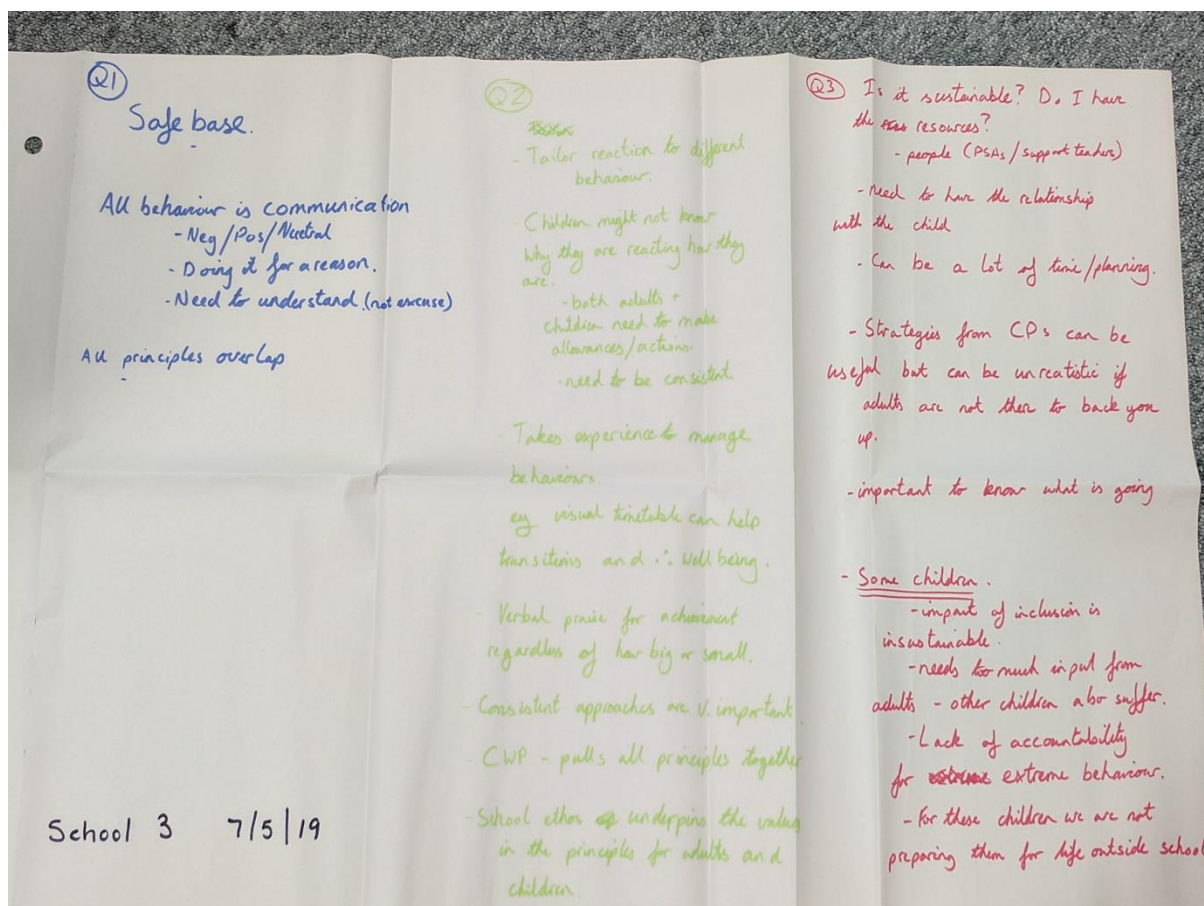 Q1
Safe base.
All behaviour is communication
- Neg/Pos/Nuetral
- Doing it for a reason.
- Need to understand (not excuse)
All principles overlap
School 3 7/5/19
Q2
- Tailor reaction to different
behaviour.
- Children might not know
why they are reacting how they
are.
- both adults +
children need to make
allowances/actions.
- need to be consistent.
- Takes experience to manage
behaviours.
eg visual timetable can help
transitions and ∴ well being.
- Verbal praise for achievement
regardless of how big or small.
- Consistent approaches are v. important
- CWP - pulls all principles together
- School ethos underpins the values
in the principles for adults and
children
Q3 Is it sustainable? Do I have
the resources?
- people (PSAs/support teachers)
- need to have the relationship
with the child
- Can be a lot of time/planning.
- Strategies from CPs can be
useful but can be unrealistic if
adults are not there to back you
up.
- important to know what is going
- Some children.
- impact of inclusion is
insustainable.
- needs too much input from
adults - other children also suffer.
- Lack of accountability
for extreme behaviour.
- For these children we are not
preparing them for life outside school